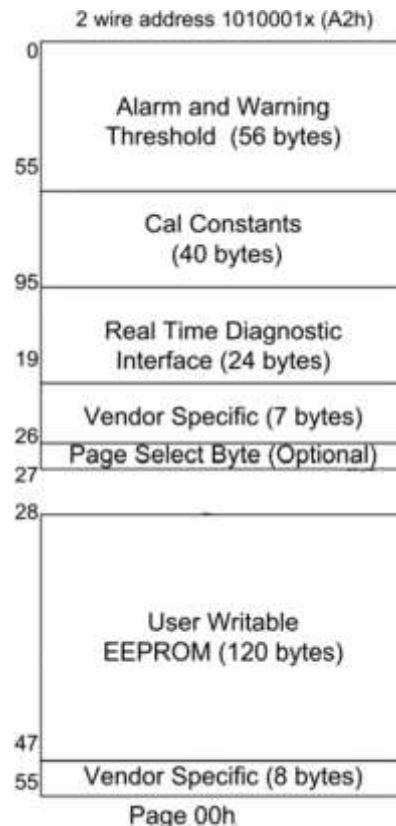 2 wire address 1010001x (A2h)
0
Alarm and Warning
Threshold (56 bytes)
55
Cal Constants
(40 bytes)
95
Real Time Diagnostic
19
Interface (24 bytes)
Vendor Specific (7 bytes)
26
Page Select Byte (Optional)
27
28
User Writable
EEPROM (120 bytes)
47
Vendor Specific (8 bytes)
55
Page 00h